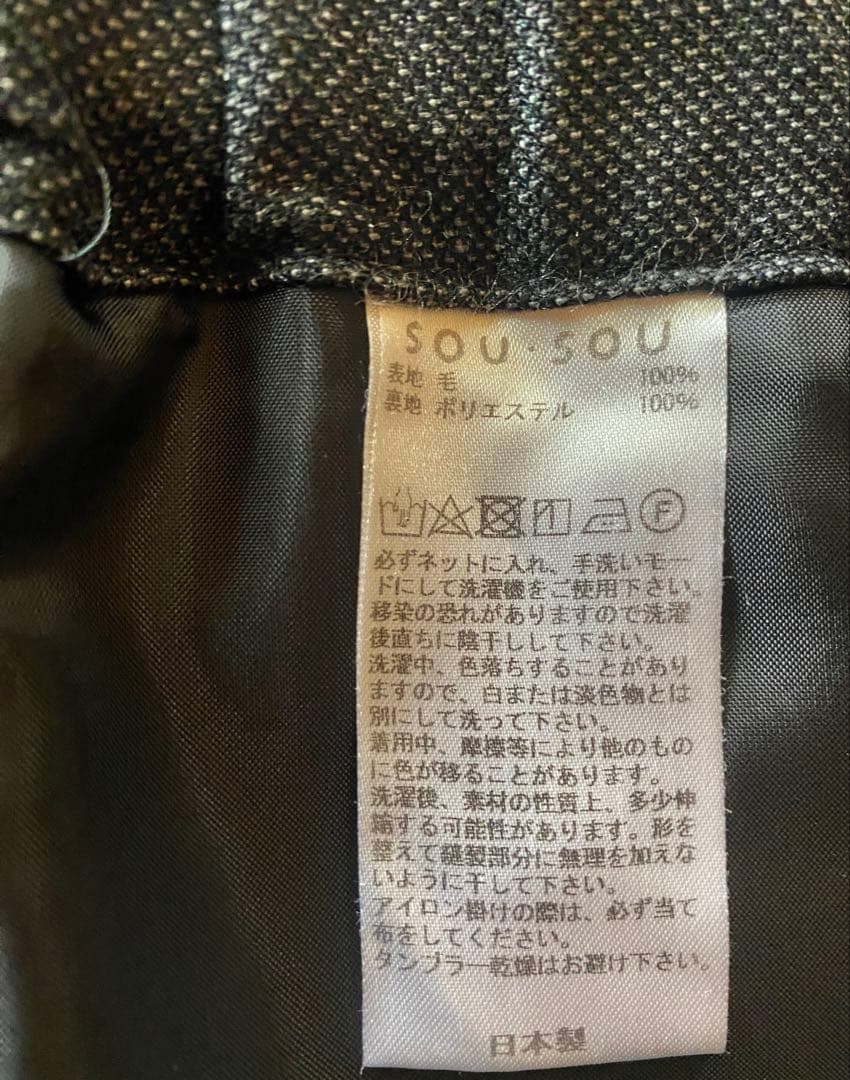 SOU・SOU
表地 毛 100%
裏地 ポリエステル 100%
F
必ずネットに入れ、手洗いモー
ドにして洗濯機をご使用下さい。
移染の恐れがありますので洗濯
後直ちに陰干しして下さい。
洗濯中、色落ちすることがあり
ますので、白または淡色物とは
別にして洗って下さい。
着用中、摩擦等により他のもの
に色が移ることがあります。
洗濯後、素材の性質上、多少伸
縮する可能性があります。形を
整えて縫製部分に無理を加えな
いように干して下さい。
アイロン掛けの際は、必ず当て
布をしてください。
タンブラー乾燥はお避け下さい。
日本製